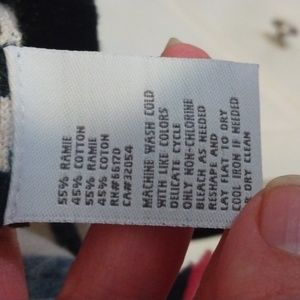 55% RAMIE
45% COTTON
55% RAMIE
45% COTON
RN#66170
CA#32054
MACHINE WASH COLD
WITH LIKE COLORS
DELICATE CYCLE
ONLY NON-CHLORINE
BLEACH AS NEEDED
RESHAPE AND
LAY FLAT TO DRY
COOL IRON IF NEEDED
OR DRY CLEAN